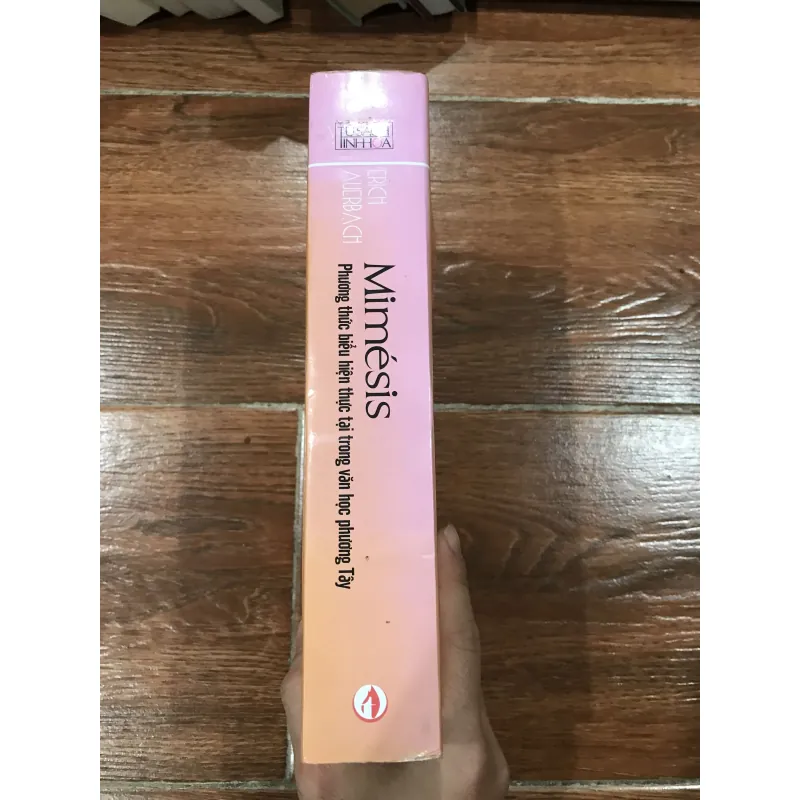 TỦ SÁCH
TINH HOA
ERICH
AUERBACH
Mimésis
Phương thức biểu hiện thực tại trong văn học phương Tây